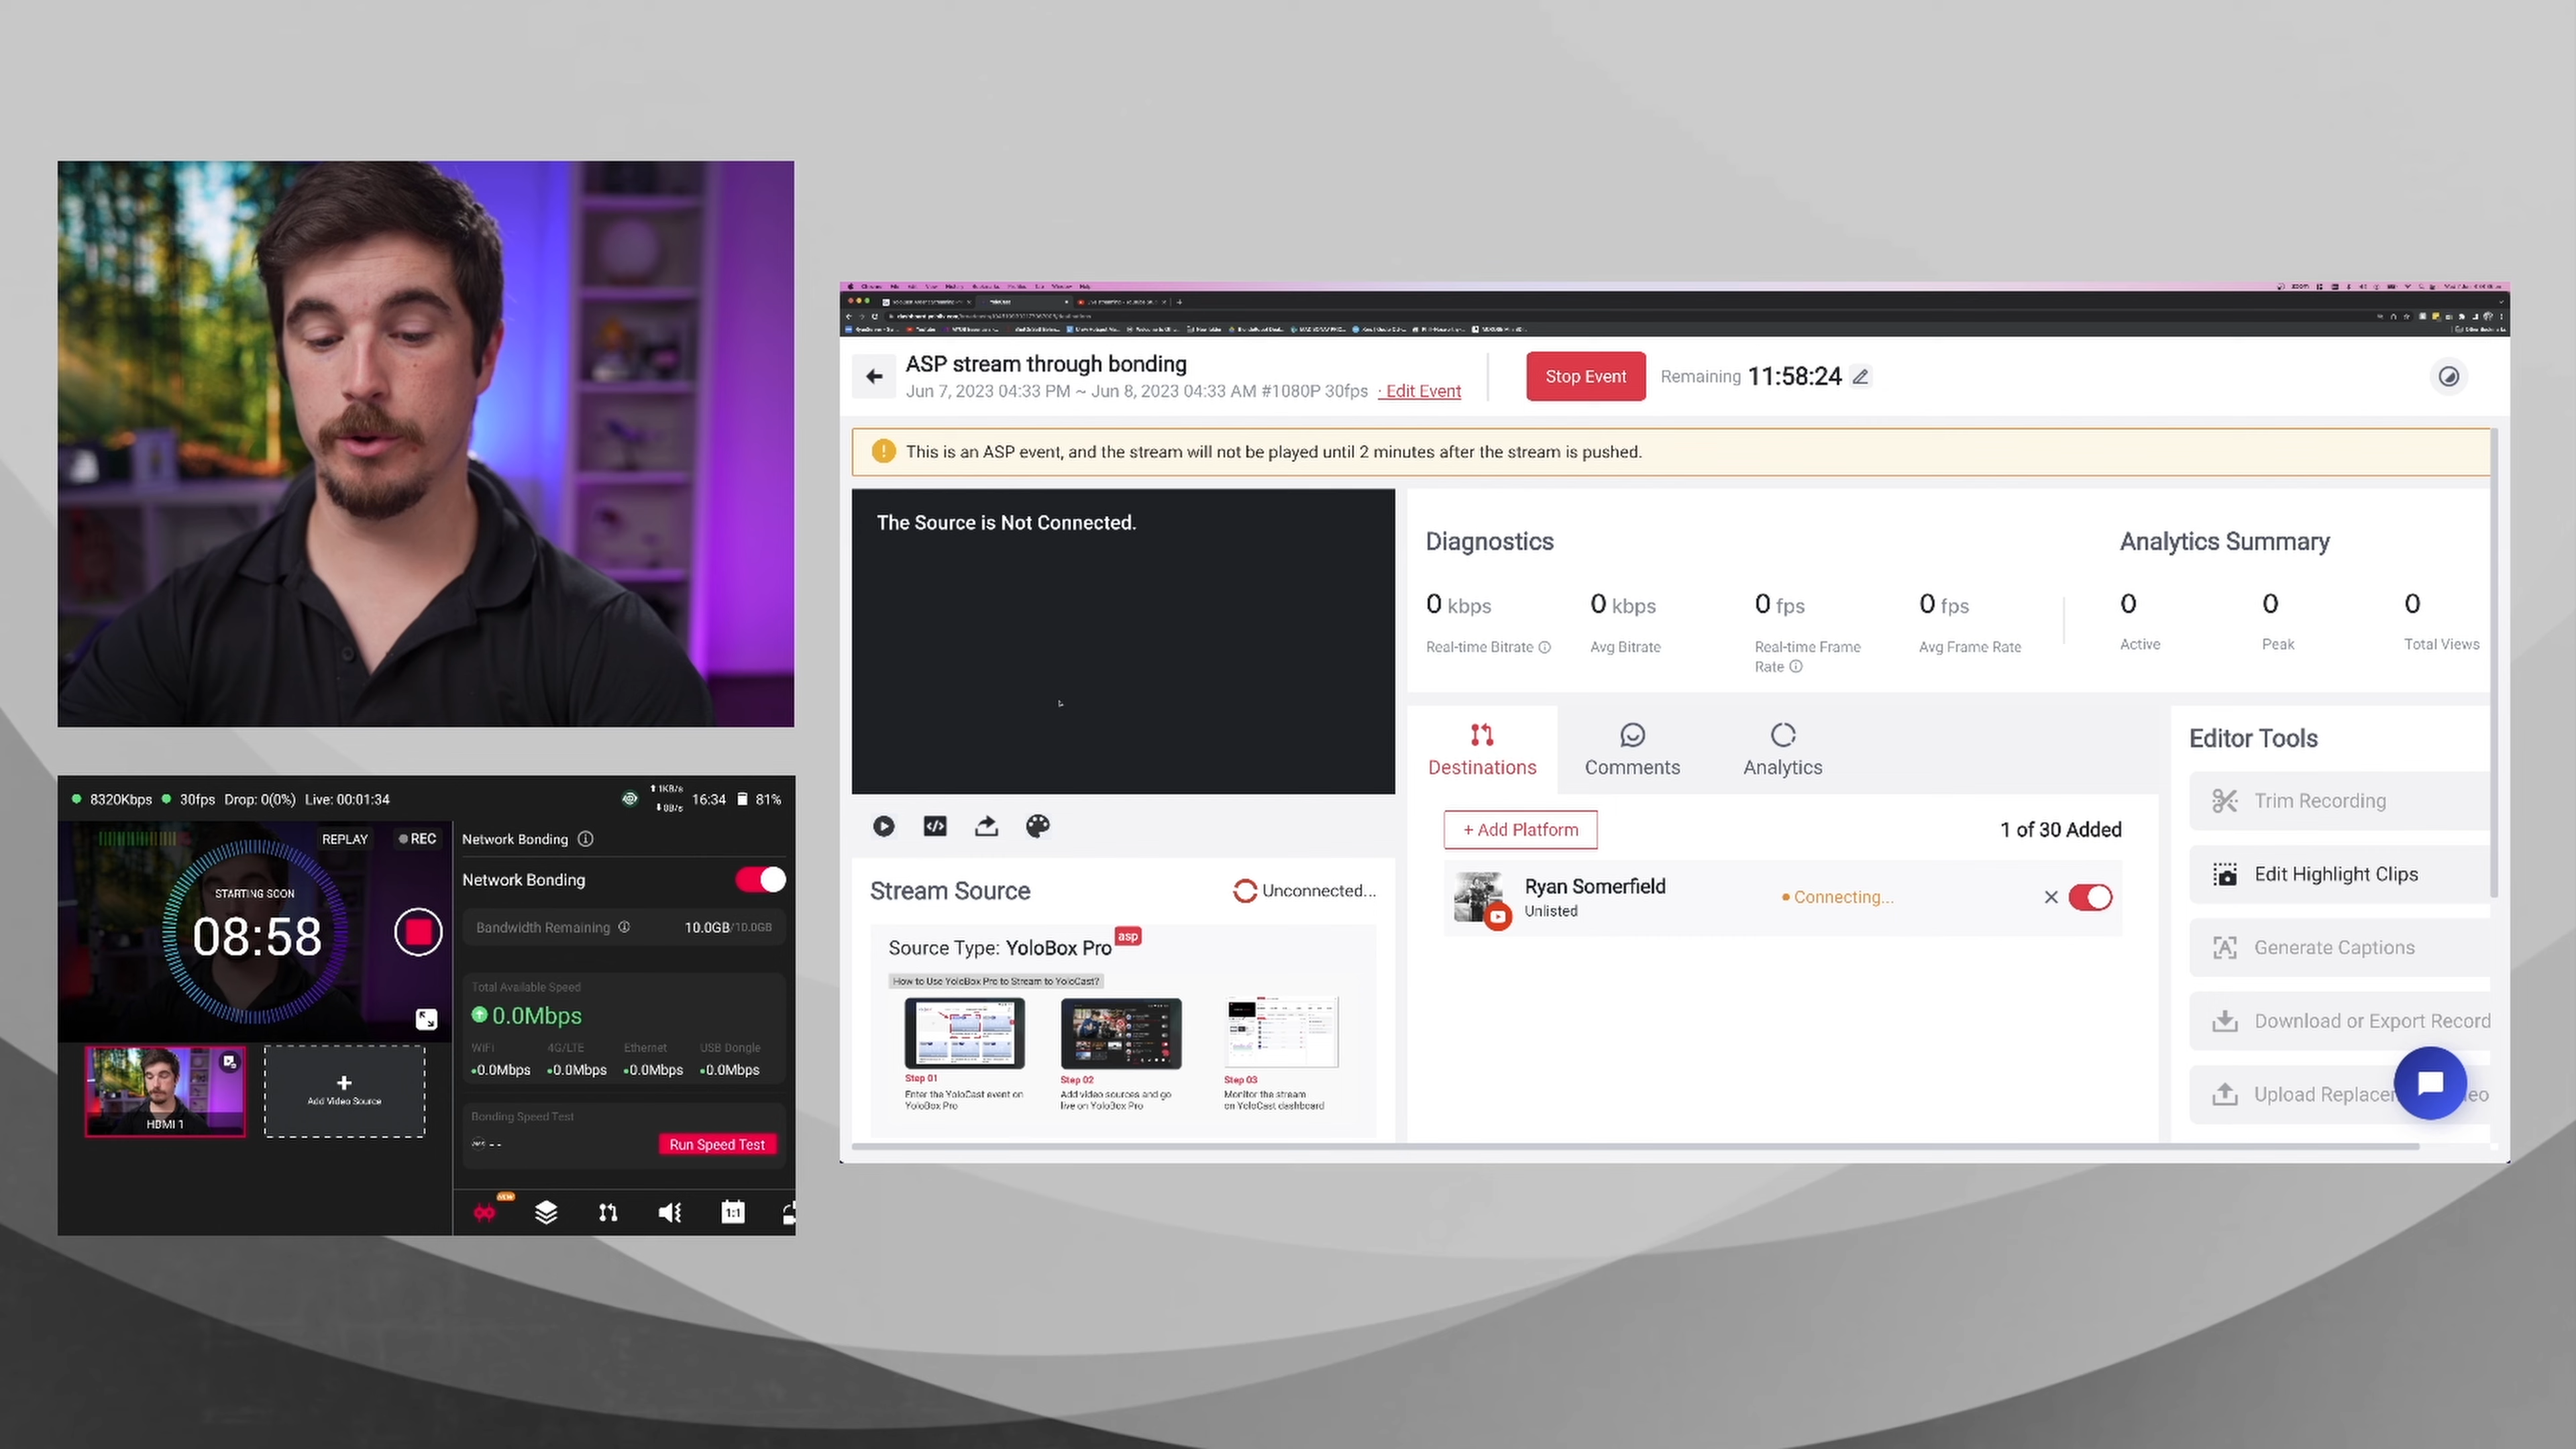 8320Kbps 30fps Drop: 0(0%) Live: 00:01:34
1KB/s
0B/s
16:34 81%
REPLAY REC
STARTING SOON
08:58
HDMI 1
+
Add Video Source
Network Bonding
Network Bonding
Bandwidth Remaining 10.0GB/10.0GB
Total Available Speed
0.0Mbps
WiFi 4G/LTE Ethernet USB Dongle
0.0Mbps 0.0Mbps 0.0Mbps 0.0Mbps
Bonding Speed Test
-- Run Speed Test
NEW
1:1
ASP stream through bonding
Jun 7, 2023 04:33 PM ~ Jun 8, 2023 04:33 AM #1080P 30fps · Edit Event
Stop Event Remaining 11:58:24
This is an ASP event, and the stream will not be played until 2 minutes after the stream is pushed.
The Source is Not Connected.
Stream Source Unconnected...
Source Type: YoloBox Pro asp
How to Use YoloBox Pro to Stream to YoloCast?
Step 01
Enter the YoloCast event on
YoloBox Pro
Step 02
Add video sources and go
live on YoloBox Pro
Step 03
Monitor the stream
on YoloCast dashboard
Diagnostics
0 kbps 0 kbps 0 fps 0 fps
Real-time Bitrate Avg Bitrate Real-time Frame Rate Avg Frame Rate
Analytics Summary
0 0 0
Active Peak Total Views
Destinations Comments Analytics
+ Add Platform 1 of 30 Added
Ryan Somerfield
Unlisted
Connecting...
Editor Tools
Trim Recording
Edit Highlight Clips
Generate Captions
Download or Export Record
Upload Replacem